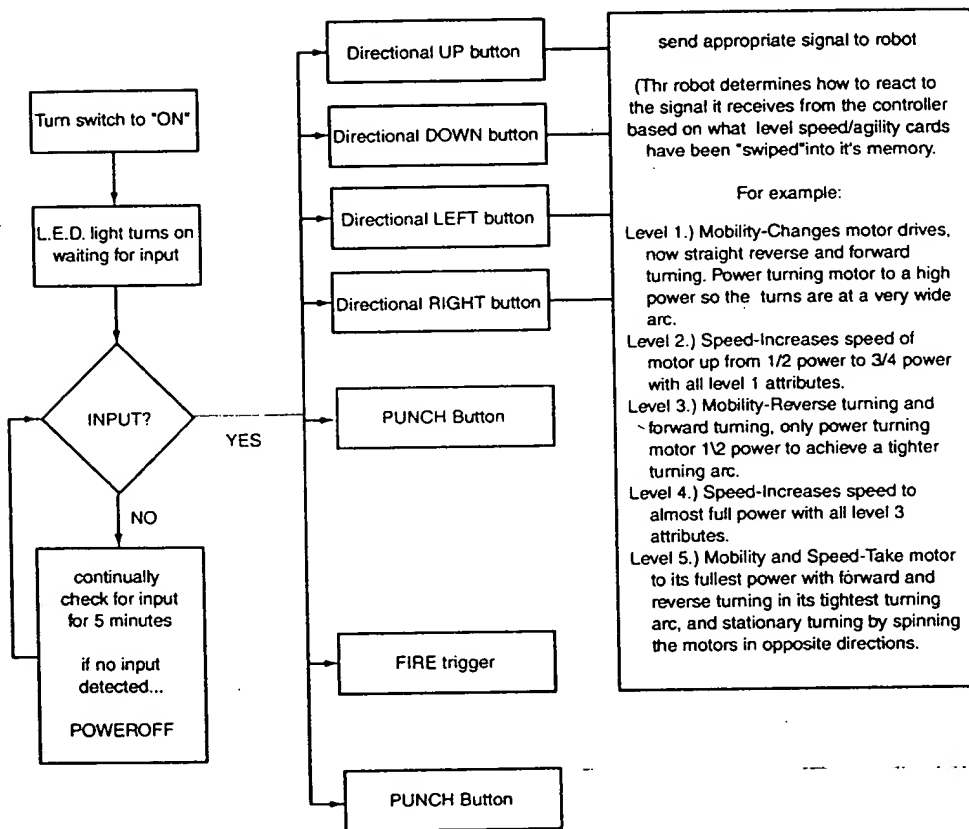 Turn switch to "ON"
L.E.D. light turns on
waiting for input
INPUT?
YES
NO
continually
check for input
for 5 minutes
if no input
detected...
POWEROFF
Directional UP button
Directional DOWN button
Directional LEFT button
Directional RIGHT button
PUNCH Button
FIRE trigger
PUNCH Button
send appropriate signal to robot
(Thr robot determines how to react to
the signal it receives from the controller
based on what level speed/agility cards
have been "swiped"into it's memory.
For example:
Level 1.) Mobility-Changes motor drives,
now straight reverse and forward
turning. Power turning motor to a high
power so the turns are at a very wide
arc.
Level 2.) Speed-Increases speed of
motor up from 1/2 power to 3/4 power
with all level 1 attributes.
Level 3.) Mobility-Reverse turning and
forward turning, only power turning
motor 1\2 power to achieve a tighter
turning arc.
Level 4.) Speed-Increases speed to
almost full power with all level 3
attributes.
Level 5.) Mobility and Speed-Take motor
to its fullest power with forward and
reverse turning in its tightest turning
arc, and stationary turning by spinning
the motors in opposite directions.